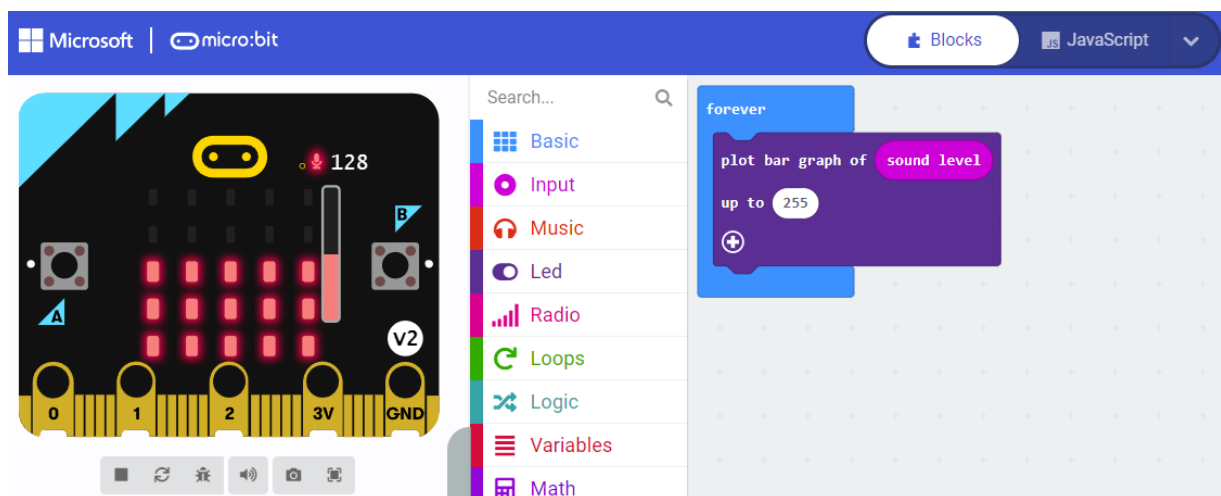 Microsoft | micro:bit
Blocks
JS JavaScript
128
B
A
V2
0 1 2 3V GND
Search...
Basic
Input
Music
Led
Radio
Loops
Logic
Variables
Math
forever
plot bar graph of sound level
up to 255